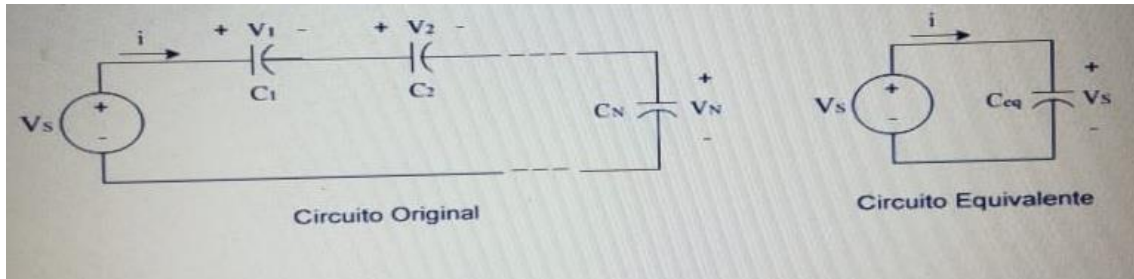 i
+ V1 -
+ V2 -
C1
C2
Vs
+
-
CN
+
VN
-
Circuito Original
i
Vs
+
-
Ceq
+
Vs
-
Circuito Equivalente